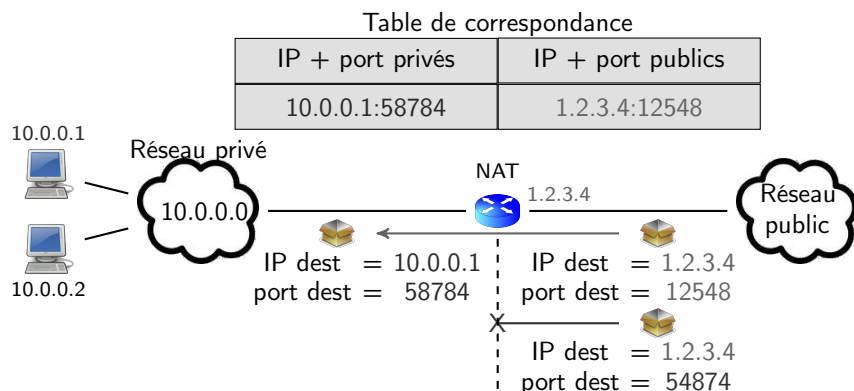 Table de correspondance
IP + port privés IP + port publics
10.0.0.1:58784 1.2.3.4:12548
10.0.0.1
Réseau privé
NAT
1.2.3.4
10.0.0.0
Réseau
public
10.0.0.2
IP dest = 10.0.0.1
port dest = 58784
IP dest = 1.2.3.4
port dest = 12548
X
IP dest = 1.2.3.4
port dest = 54874